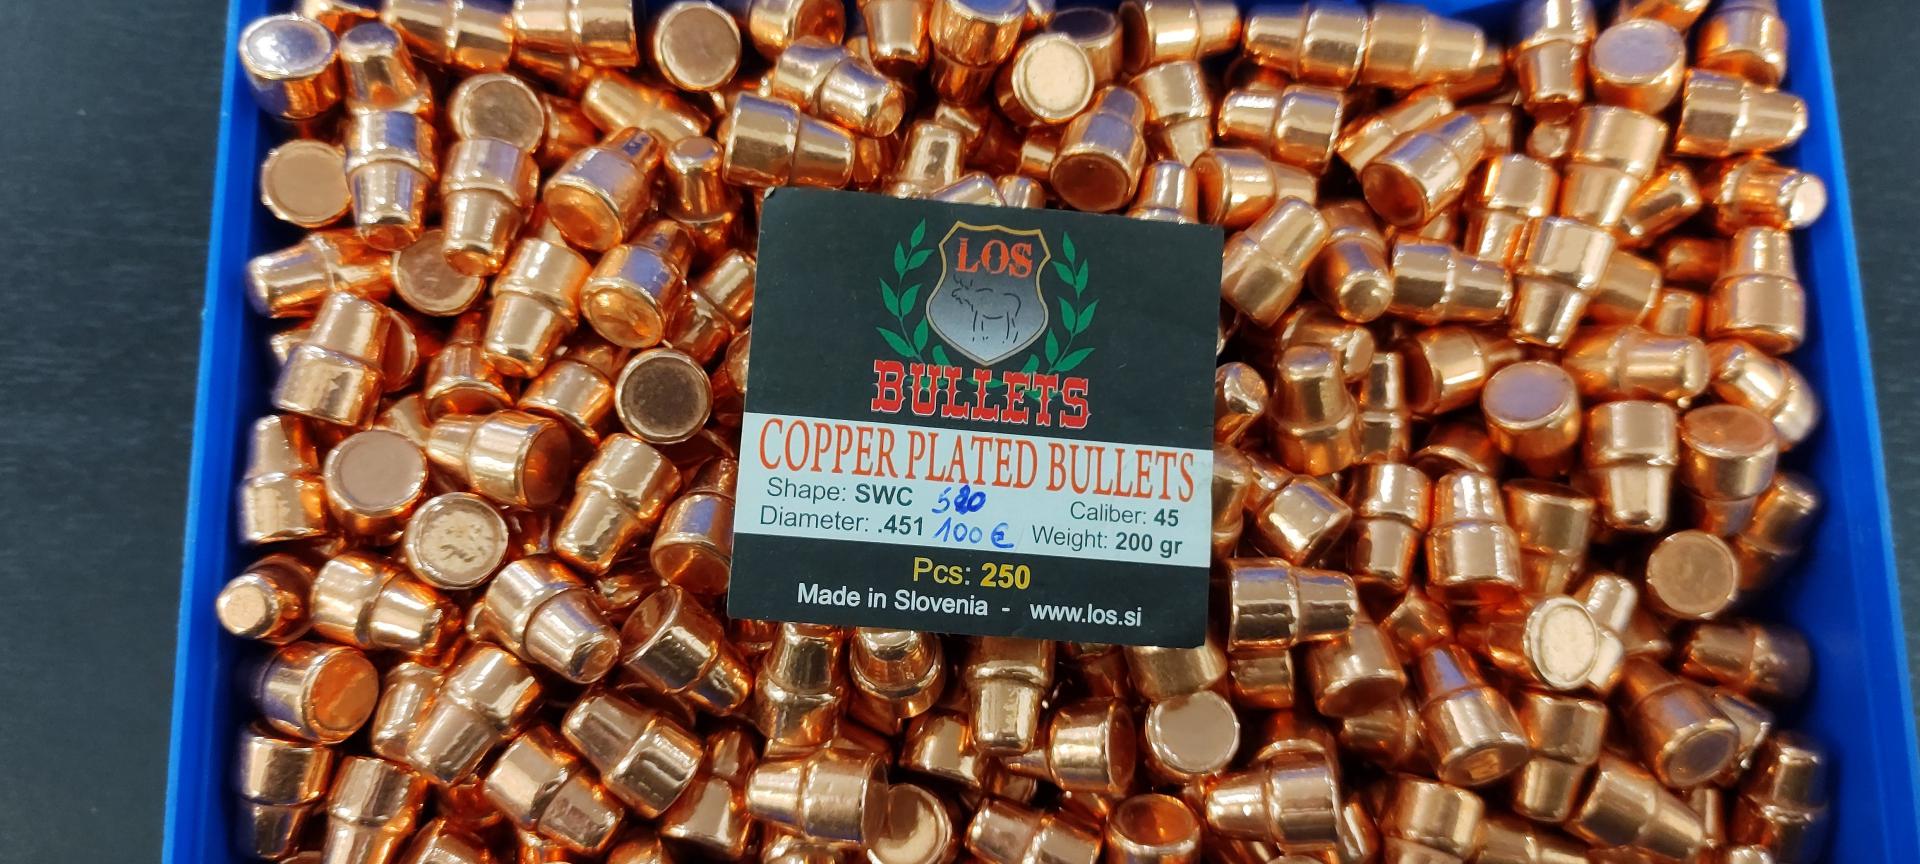 LOS
BULLETS
COPPER PLATED BULLETS
Shape: SWC 500 Caliber: 45
Diameter: .451 100€ Weight: 200 gr
Pcs: 250
Made in Slovenia - www.los.si